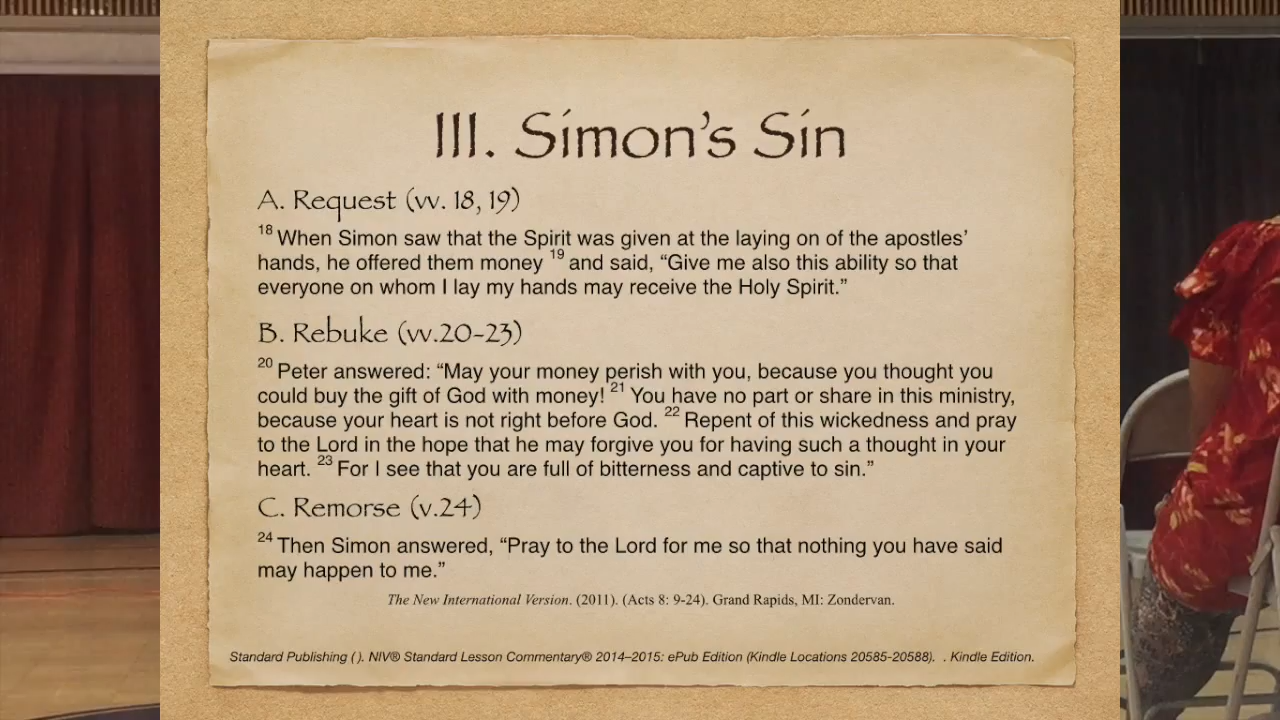 III. Simon’s Sin
A. Request (vv. 18, 19)
18 When Simon saw that the Spirit was given at the laying on of the apostles’
hands, he offered them money 19 and said, “Give me also this ability so that
everyone on whom I lay my hands may receive the Holy Spirit.”
B. Rebuke (vv.20-23)
20 Peter answered: “May your money perish with you, because you thought you
could buy the gift of God with money! 21 You have no part or share in this ministry,
because your heart is not right before God. 22 Repent of this wickedness and pray
to the Lord in the hope that he may forgive you for having such a thought in your
heart. 23 For I see that you are full of bitterness and captive to sin.”
C. Remorse (v.24)
24 Then Simon answered, “Pray to the Lord for me so that nothing you have said
may happen to me.”
The New International Version. (2011). (Acts 8: 9-24). Grand Rapids, MI: Zondervan.
Standard Publishing ( ). NIV® Standard Lesson Commentary® 2014–2015: ePub Edition (Kindle Locations 20585-20588). . Kindle Edition.